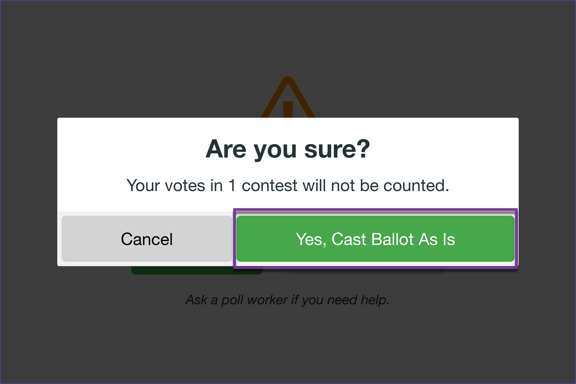 Are you sure?
Your votes in 1 contest will not be counted.
Cancel
Yes, Cast Ballot As Is
Ask a poll worker if you need help.